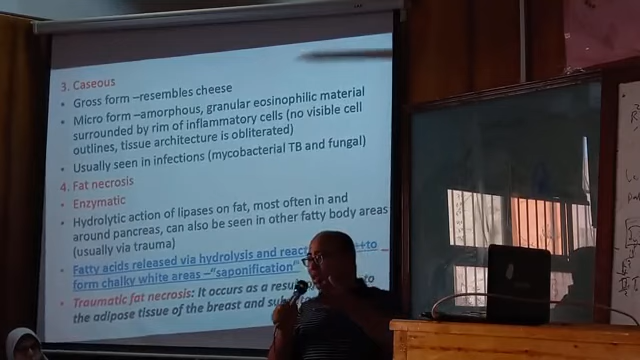 3. Caseous
• Gross form –resembles cheese
• Micro form –amorphous, granular eosinophilic material
surrounded by rim of inflammatory cells (no visible cell
outlines, tissue architecture is obliterated)
• Usually seen in infections (mycobacterial TB and fungal)
4. Fat necrosis
• Enzymatic
• Hydrolytic action of lipases on fat, most often in and
around pancreas, can also be seen in other fatty body areas
(usually via trauma)
• Fatty acids released via hydrolysis and react to
form chalky white areas –"saponification"
• Traumatic fat necrosis: It occurs as a to
the adipose tissue of the breast and